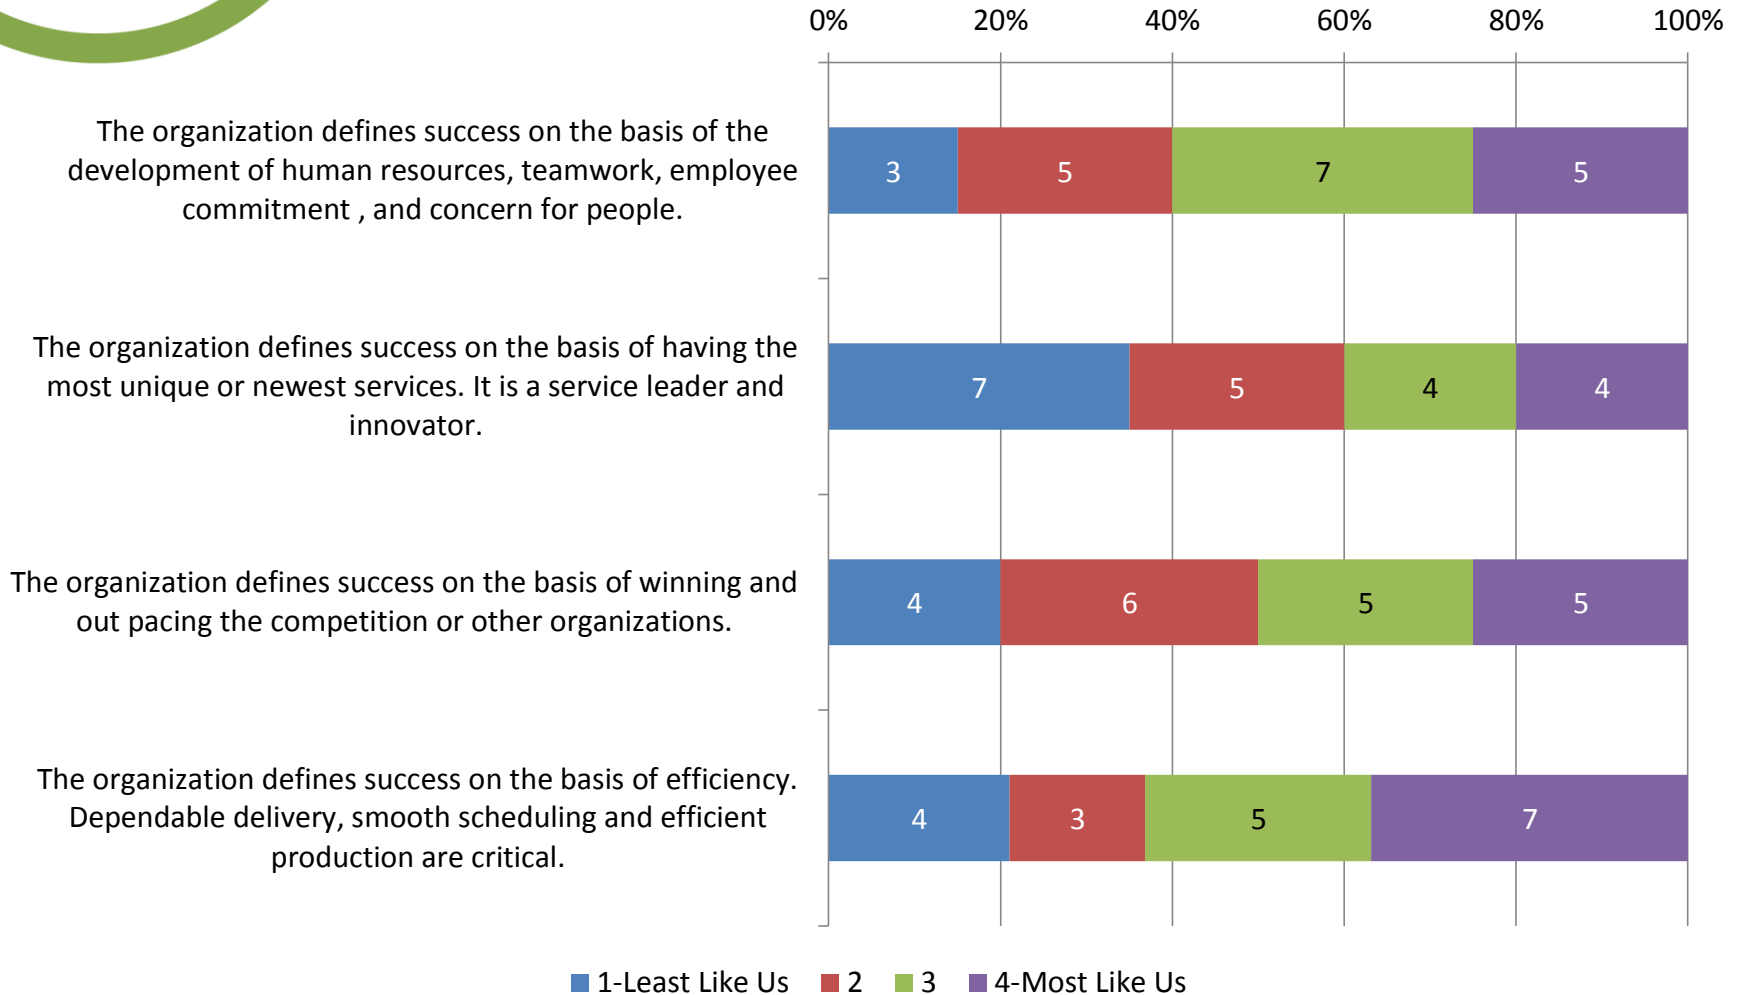 0% 20% 40% 60% 80% 100%
The organization defines success on the basis of the
development of human resources, teamwork, employee
commitment , and concern for people.
3 5 7 5
The organization defines success on the basis of having the
most unique or newest services. It is a service leader and
innovator.
7 5 4 4
The organization defines success on the basis of winning and
out pacing the competition or other organizations.
4 6 5 5
The organization defines success on the basis of efficiency.
Dependable delivery, smooth scheduling and efficient
production are critical.
4 3 5 7
1-Least Like Us 2 3 4-Most Like Us